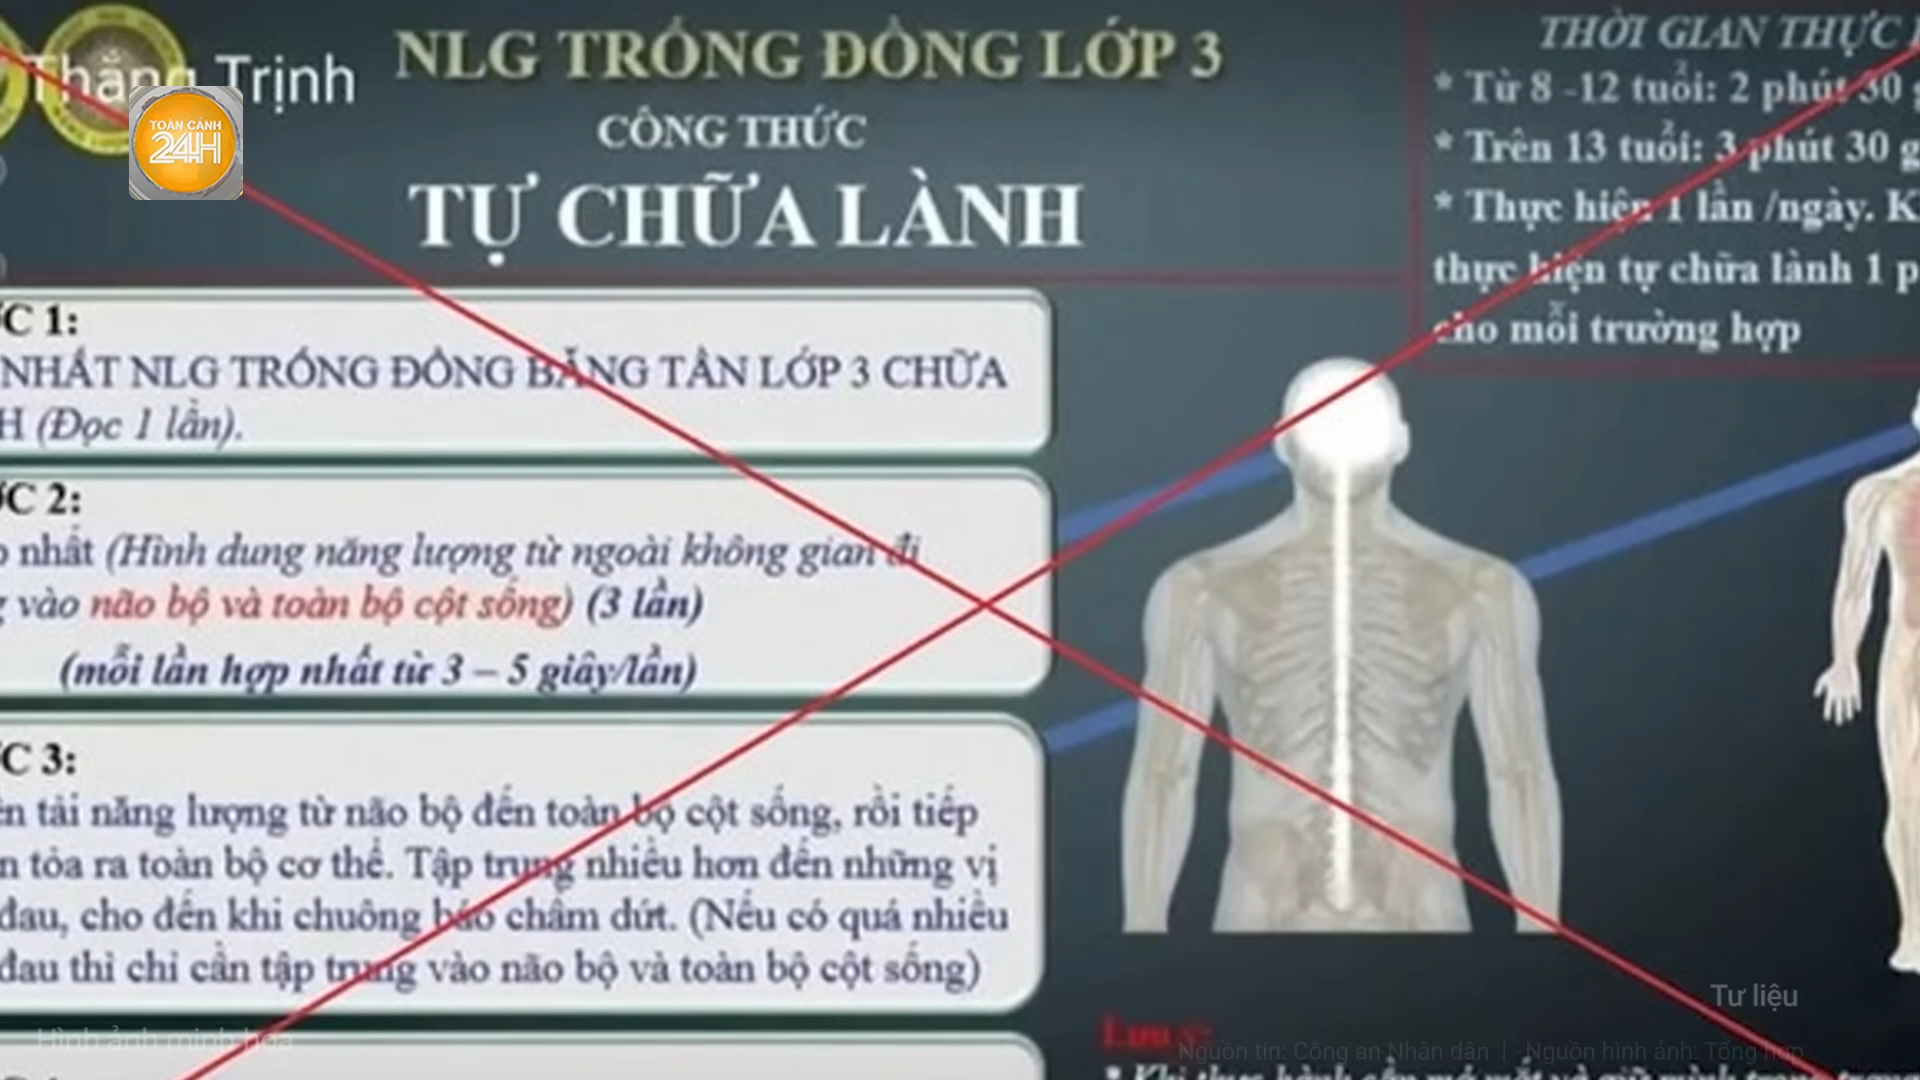 Thắng Trịnh
TOÀN CẢNH
24H
NLG TRỐNG ĐỒNG LỚP 3
CÔNG THỨC
TỰ CHỮA LÀNH
THỜI GIAN THỰC
* Từ 8 -12 tuổi: 2 phút 30
* Trên 13 tuổi: 3 phút 30 g
* Thực hiện 1 lần /ngày. K
thực hiện tự chữa lành 1 p
cho mỗi trường hợp
ỚC 1:
NHẤT NLG TRỐNG ĐỒNG BĂNG TẦN LỚP 3 CHỮA
H (Đọc 1 lần).
ỚC 2:
p nhất (Hình dung năng lượng từ ngoài không gian đi
g vào não bộ và toàn bộ cột sống) (3 lần)
(mỗi lần hợp nhất từ 3 – 5 giây/lần)
C 3:
ền tải năng lượng từ não bộ đến toàn bộ cột sống, rồi tiếp
n tỏa ra toàn bộ cơ thể. Tập trung nhiều hơn đến những vị
đau, cho đến khi chuông báo chấm dứt. (Nếu có quá nhiều
đau thì chỉ cần tập trung vào não bộ và toàn bộ cột sống)
Tư liệu
Hình ảnh minh họa
Lưu ý:
Nguồn tin: Công an Nhân dân | Nguồn hình ảnh: Tổng hợp